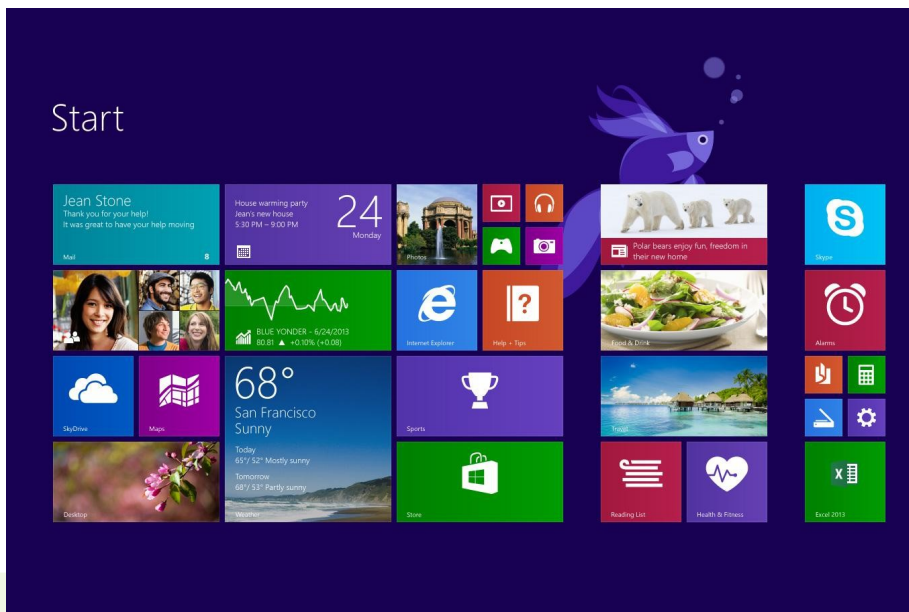 Start
Jean Stone
Thank you for your help!
It was great to have your help moving
Mail
8
House warming party
Jean's new house
5:30 PM – 9:00 PM
24
Monday
Photos
Polar bears enjoy fun, freedom in
their new home
Skype
BLUE YONDER - 6/24/2013
80.81 ▲ +0.10% (+0.08)
Internet Explorer
Help + Tips
Food & Drink
Alarms
SkyDrive
Maps
68°
San Francisco
Sunny
Today
65°/ 52° Mostly sunny
Tomorrow
68°/ 53° Partly sunny
Weather
Sports
Travel
Desktop
Store
Reading List
Health & Fitness
Excel 2013